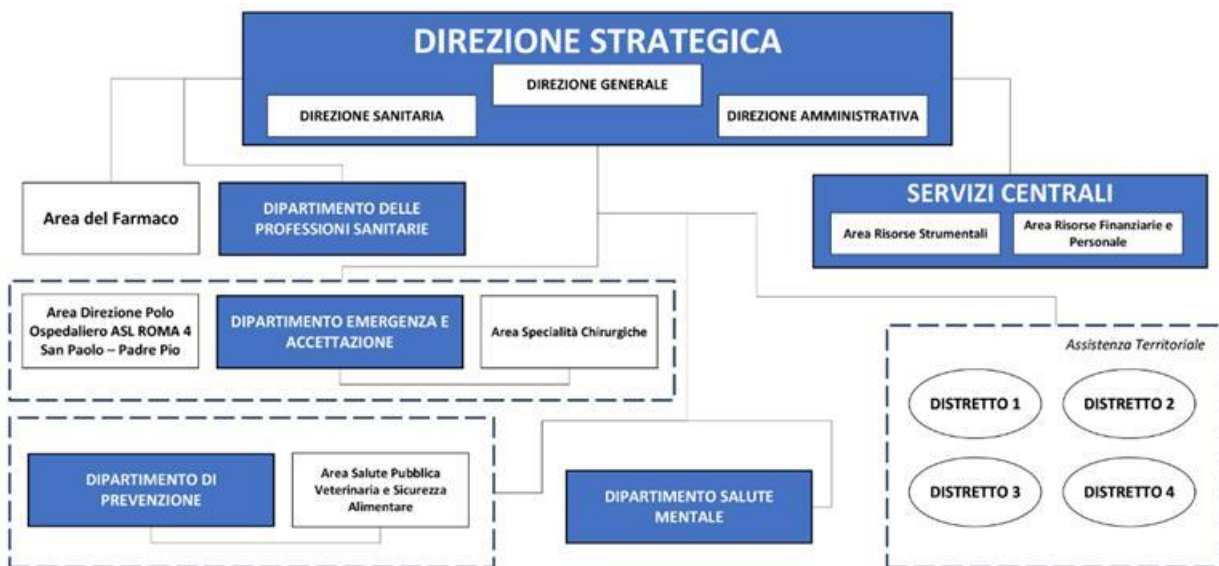 DIREZIONE STRATEGICA
DIREZIONE GENERALE
DIREZIONE SANITARIA
DIREZIONE AMMINISTRATIVA
Area del Farmaco
DIPARTIMENTO DELLE
PROFESSIONI SANITARIE
SERVIZI CENTRALI
Area Risorse Strumentali
Area Risorse Finanziarie e
Personale
Area Direzione Polo
Ospedaliero ASL ROMA 4
San Paolo – Padre Pio
DIPARTIMENTO EMERGENZA E
ACCETTAZIONE
Area Specialità Chirurgiche
Assistenza Territoriale
DISTRETTO 1
DISTRETTO 2
DISTRETTO 3
DISTRETTO 4
DIPARTIMENTO DI
PREVENZIONE
Area Salute Pubblica
Veterinaria e Sicurezza
Alimentare
DIPARTIMENTO SALUTE
MENTALE